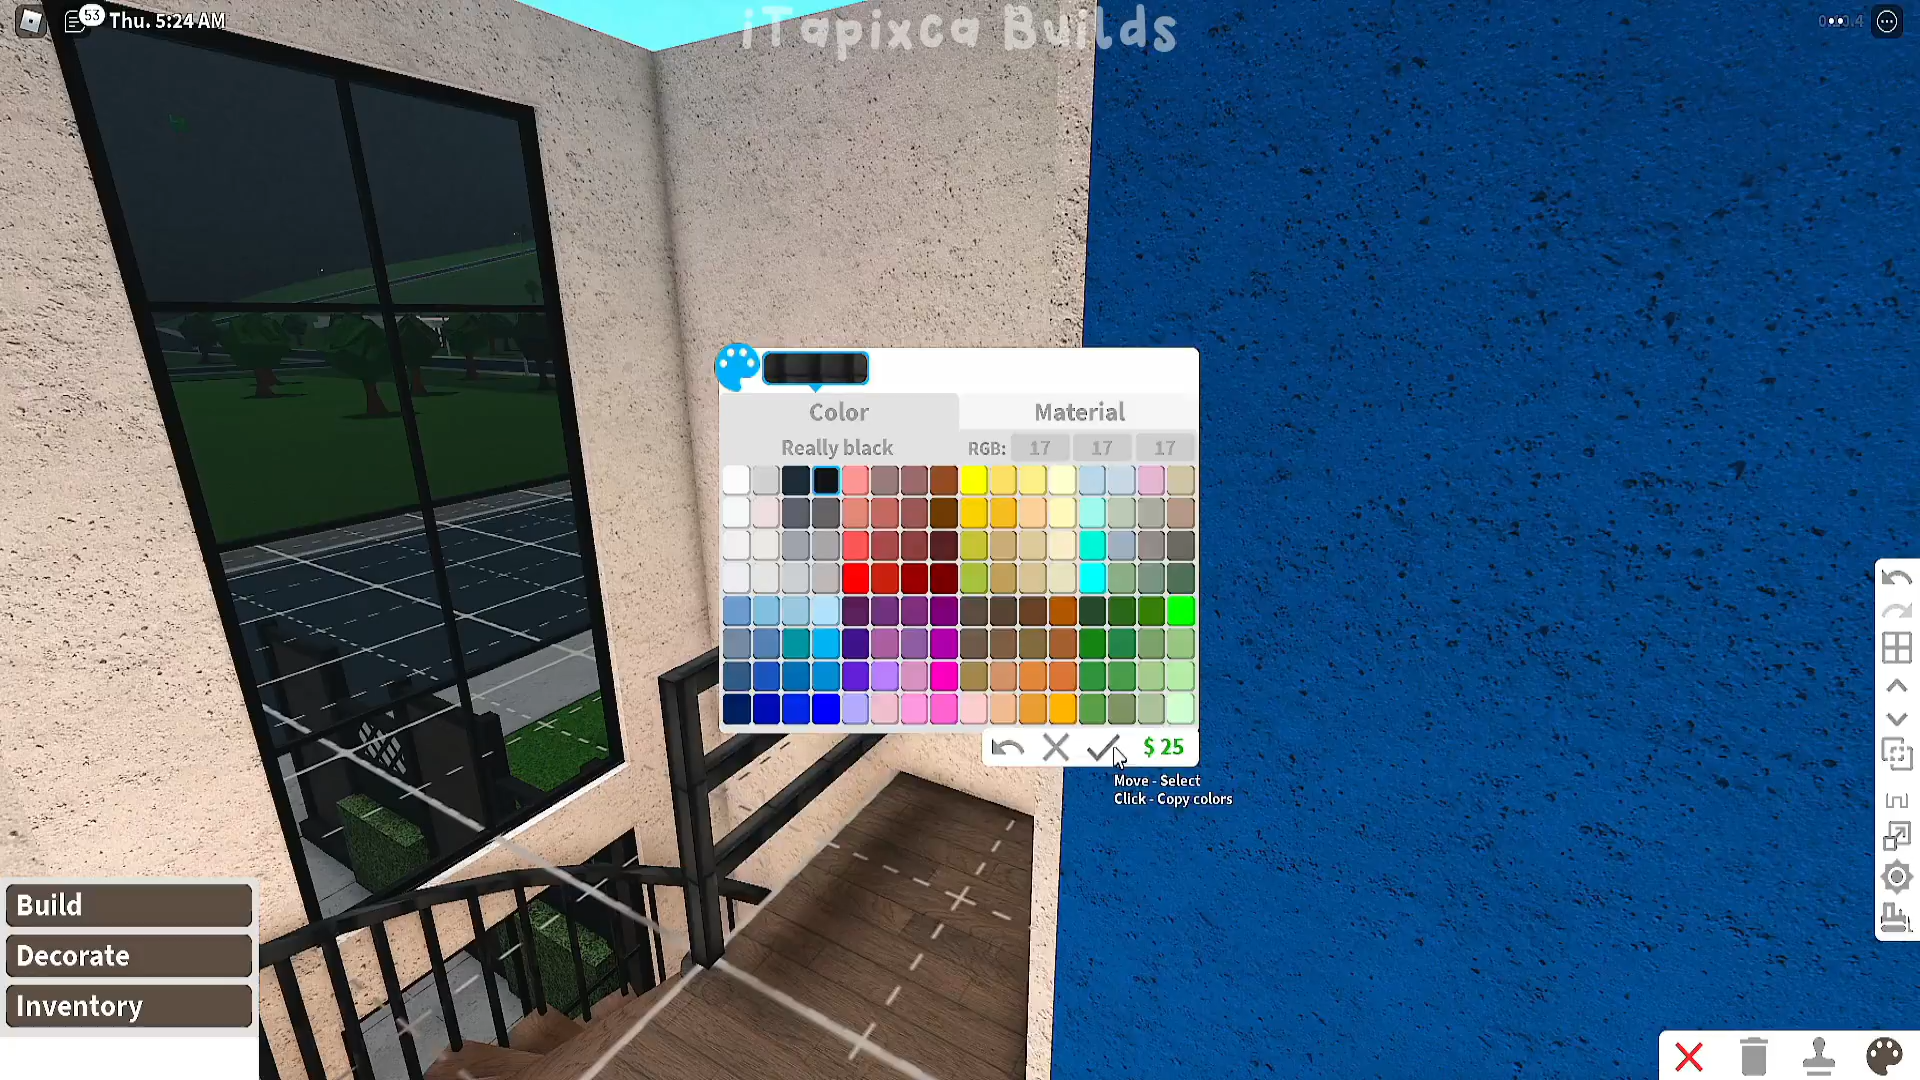 53 Thu. 5:24 AM
iTapixca Builds
Color
Material
Really black
RGB: 17 17 17
$ 25
Move - Select
Click - Copy colors
Build
Decorate
Inventory